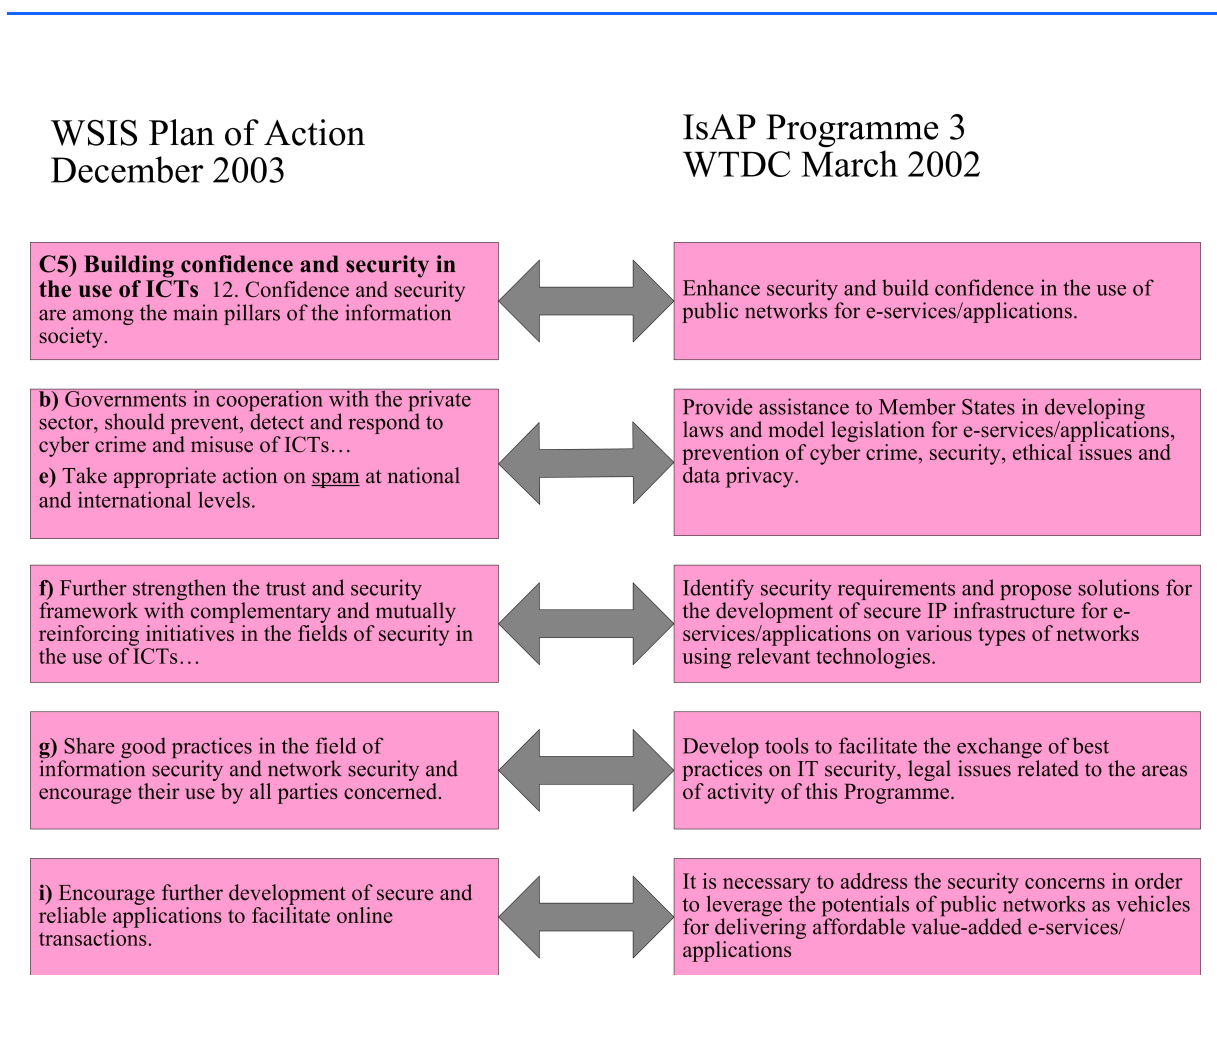 WSIS Plan of Action
December 2003
IsAP Programme 3
WTDC March 2002
C5) Building confidence and security in
the use of ICTs 12. Confidence and security
are among the main pillars of the information
society.
Enhance security and build confidence in the use of
public networks for e-services/applications.
b) Governments in cooperation with the private
sector, should prevent, detect and respond to
cyber crime and misuse of ICTs…
e) Take appropriate action on spam at national
and international levels.
Provide assistance to Member States in developing
laws and model legislation for e-services/applications,
prevention of cyber crime, security, ethical issues and
data privacy.
f) Further strengthen the trust and security
framework with complementary and mutually
reinforcing initiatives in the fields of security in
the use of ICTs…
Identify security requirements and propose solutions for
the development of secure IP infrastructure for e-
services/applications on various types of networks
using relevant technologies.
g) Share good practices in the field of
information security and network security and
encourage their use by all parties concerned.
Develop tools to facilitate the exchange of best
practices on IT security, legal issues related to the areas
of activity of this Programme.
i) Encourage further development of secure and
reliable applications to facilitate online
transactions.
It is necessary to address the security concerns in order
to leverage the potentials of public networks as vehicles
for delivering affordable value-added e-services/
applications